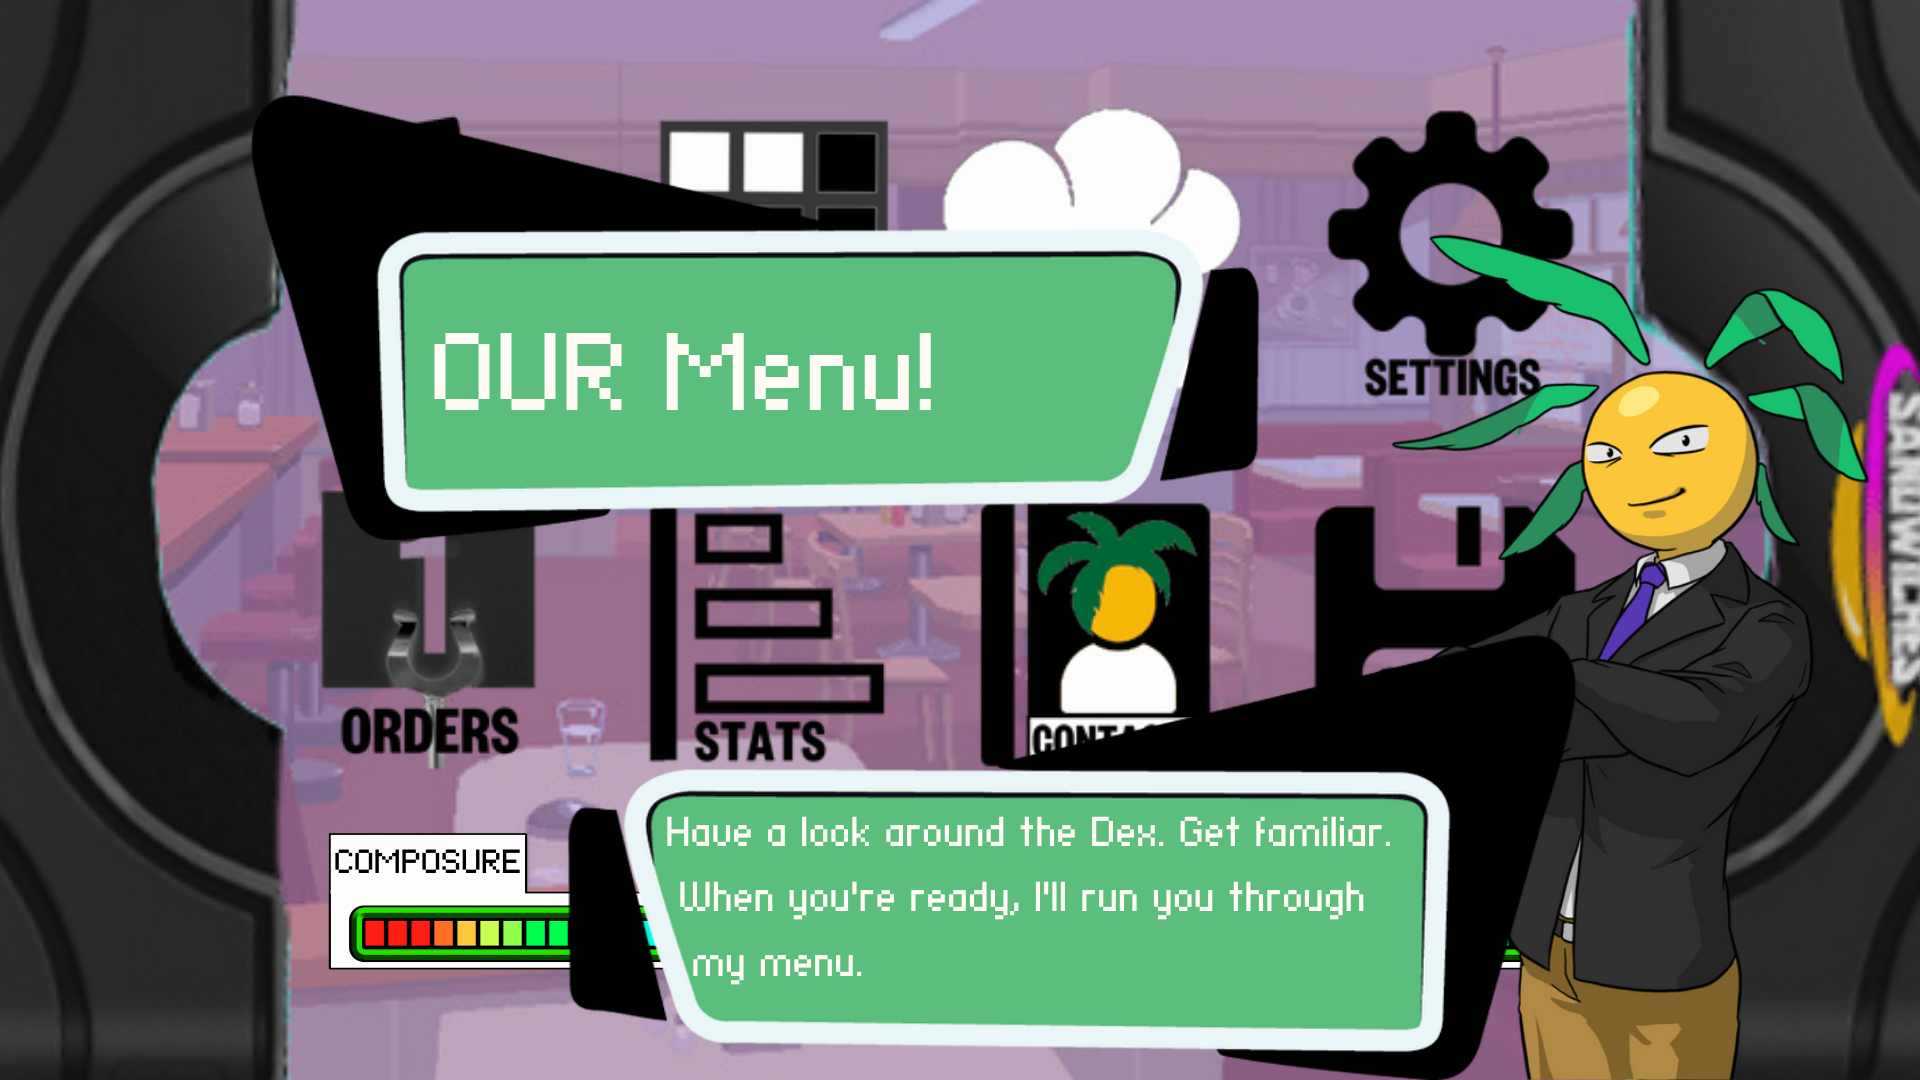 OUR Menu!
SETTINGS
SANDWICHES
ORDERS
STATS
Have a look around the Dex. Get familiar.
When you're ready, I'll run you through
my menu.
COMPOSURE